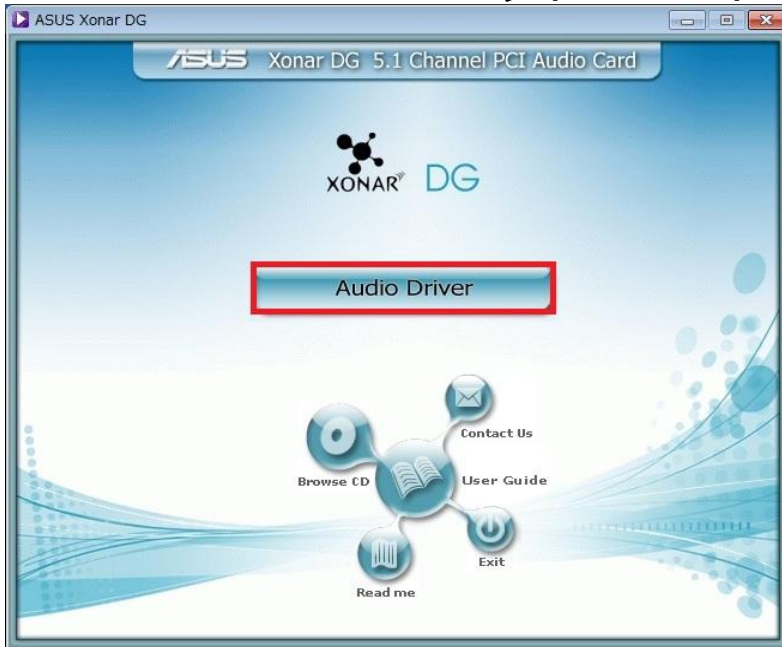 ASUS Xonar DG
ASUS Xonar DG 5.1 Channel PCI Audio Card
XONAR DG
Audio Driver
Contact Us
Browse CD
User Guide
Exit
Read me